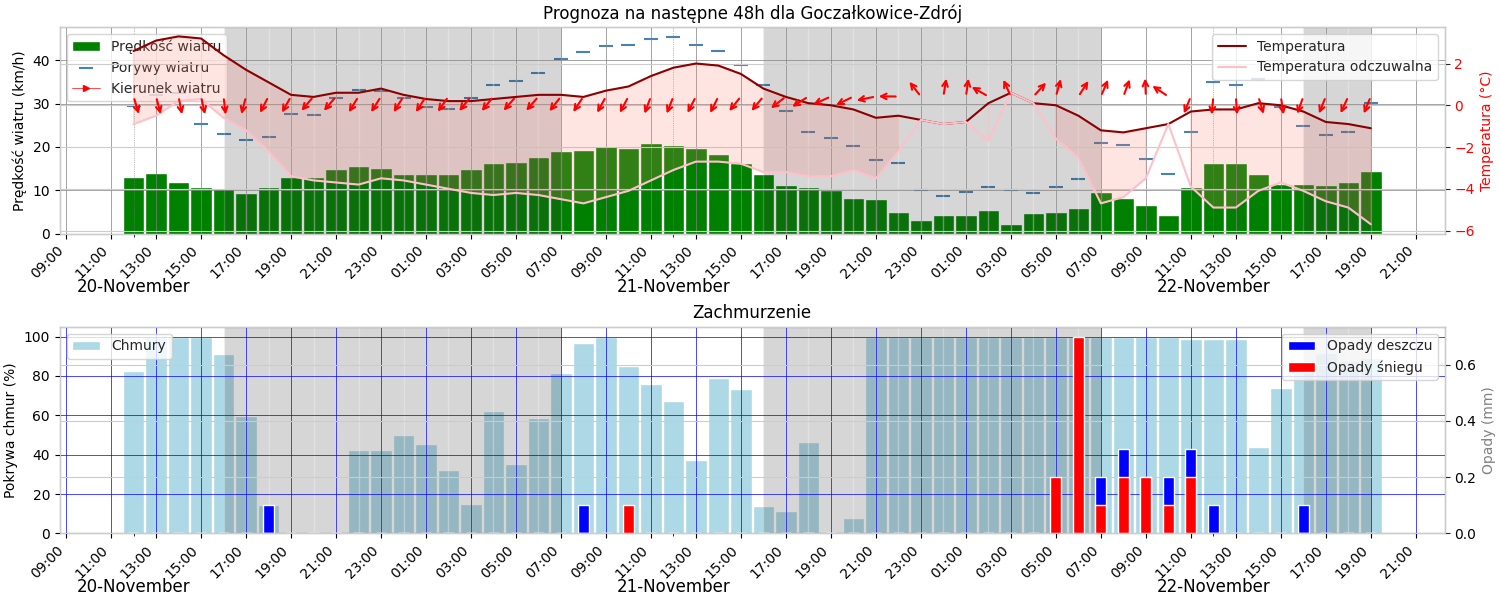 Prognoza na następne 48h dla Goczałkowice-Zdrój
Prędkość wiatru (km/h)
40
30
20
10
0
Prędkość wiatru
Porywy wiatru
Kierunek wiatru
Temperatura
Temperatura odczuwalna
2
0
−2
−4
−6
Temperatura (°C)
09:00 11:00 13:00 15:00 17:00 19:00 21:00 23:00 01:00 03:00 05:00 07:00 09:00 11:00 13:00 15:00 17:00 19:00 21:00 23:00 01:00 03:00 05:00 07:00 09:00 11:00 13:00 15:00 17:00 19:00 21:00
20-November 21-November 22-November
Zachmurzenie
Pokrywa chmur (%)
100
80
60
40
20
0
Chmury
Opady deszczu
Opady śniegu
0.6
0.4
0.2
0.0
Opady (mm)
09:00 11:00 13:00 15:00 17:00 19:00 21:00 23:00 01:00 03:00 05:00 07:00 09:00 11:00 13:00 15:00 17:00 19:00 21:00 23:00 01:00 03:00 05:00 07:00 09:00 11:00 13:00 15:00 17:00 19:00 21:00
20-November 21-November 22-November